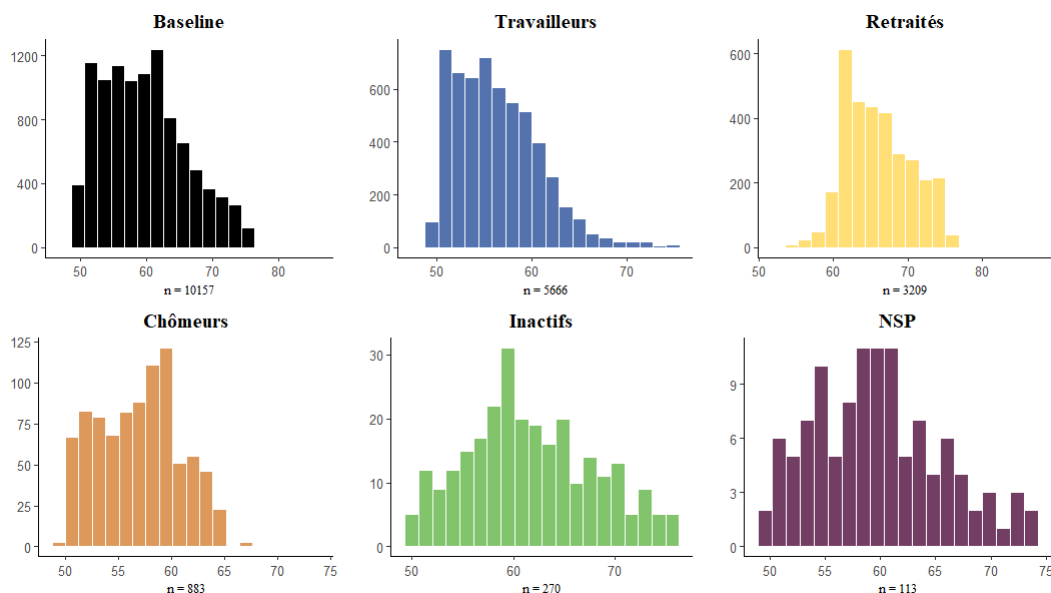 Baseline
1200
800
400
0
50 60 70 80
n = 10157
Travailleurs
600
400
200
0
50 60 70
n = 5666
Retraités
600
400
200
0
50 60 70 80
n = 3209
Chômeurs
125
100
75
50
25
0
50 55 60 65 70 75
n = 883
Inactifs
30
20
10
0
50 60 70
n = 270
NSP
9
6
3
0
50 55 60 65 70 75
n = 113